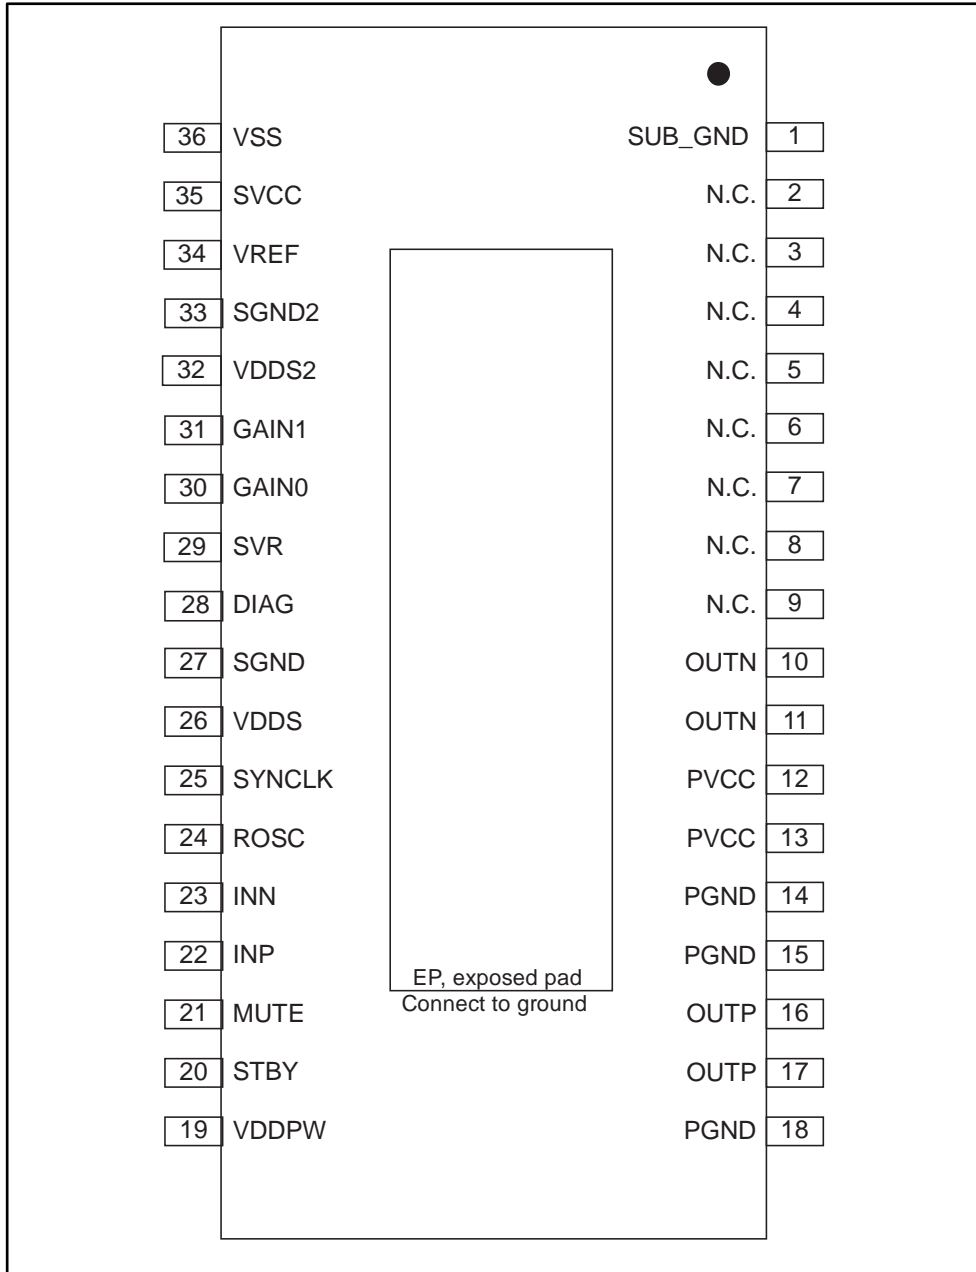 36 VSS SUB_GND 1
35 SVCC N.C. 2
34 VREF N.C. 3
33 SGND2 N.C. 4
32 VDDS2 N.C. 5
31 GAIN1 N.C. 6
30 GAIN0 N.C. 7
29 SVR N.C. 8
28 DIAG N.C. 9
27 SGND OUTN 10
26 VDDS OUTN 11
25 SYNCLK PVCC 12
24 ROSC PVCC 13
23 INN PGND 14
22 INP PGND 15
EP, exposed pad
Connect to ground
21 MUTE OUTP 16
20 STBY OUTP 17
19 VDDPW PGND 18